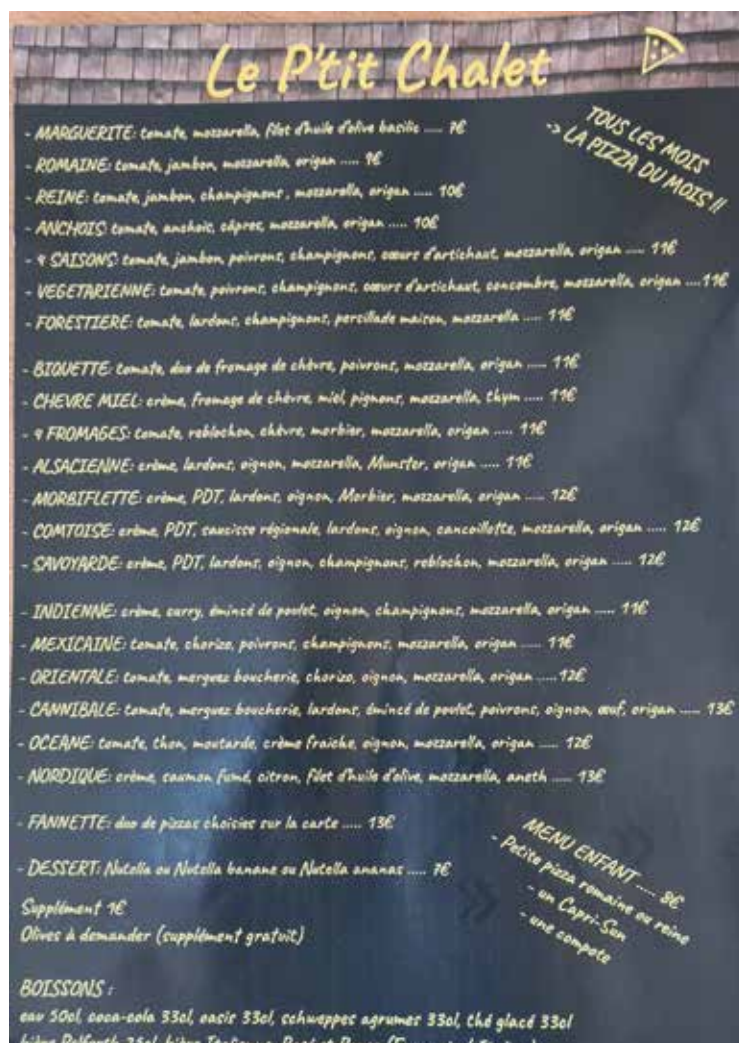 Le P'tit Chalet
TOUS LES MOIS
-> LA PIZZA DU MOIS !!
- MARGUERITE: tomate, mozzarella, filet d'huile d'olive basilic ..... 7€
- ROMAINE: tomate, jambon, mozzarella, origan ..... 9€
- REINE: tomate, jambon, champignons , mozzarella, origan ..... 10€
- ANCHOIS: tomate, anchois, câpres, mozzarella, origan ..... 10€
- 4 SAISONS: tomate, jambon, poivrons, champignons, cœurs d'artichaut, mozzarella, origan ..... 11€
- VEGETARIENNE: tomate, poivrons, champignons, cœurs d'artichaut, concombre, mozzarella, origan ....11€
- FORESTIERE: tomate, lardons, champignons, persillade maison, mozzarella ..... 11€
- BIQUETTE: tomate, duo de fromage de chèvre, poivrons, mozzarella, origan ..... 11€
- CHEVRE MIEL: crème, fromage de chèvre, miel, pignons, mozzarella, thym ..... 11€
- 4 FROMAGES: tomate, reblochon, chèvre, morbier, mozzarella, origan ..... 11€
- ALSACIENNE: crème, lardons, oignon, mozzarella, Munster, origan ..... 11€
- MORBIFLETTE: crème, PDT, lardons, oignon, Morbier, mozzarella, origan ..... 12€
- COMTOISE: crème, PDT, saucisse régionale, lardons, oignon, cancoillotte, mozzarella, origan ..... 12€
- SAVOYARDE: crème, PDT, lardons, oignon, champignons, reblochon, mozzarella, origan ..... 12€
- INDIENNE: crème, curry, émincé de poulet, oignon, champignons, mozzarella, origan ..... 11€
- MEXICAINE: tomate, chorizo, poivrons, champignons, mozzarella, origan ..... 11€
- ORIENTALE: tomate, merguez boucherie, chorizo, oignon, mozzarella, origan ..... 12€
- CANNIBALE: tomate, merguez boucherie, lardons, émincé de poulet, poivrons, oignon, œuf, origan ..... 13€
- OCEANE: tomate, thon, moutarde, crème fraiche, oignon, mozzarella, origan ..... 12€
- NORDIQUE: crème, saumon fumé, citron, filet d'huile d'olive, mozzarella, aneth ..... 13€
- FANNETTE: duo de pizzas choisies sur la carte ..... 13€
- DESSERT: Nutella ou Nutella banane ou Nutella ananas ..... 7€
MENU ENFANT ..... 8€
- Petite pizza romaine ou reine
- un Capri-Sun
- une compote
Supplément 1€
Olives à demander (supplément gratuit)
BOISSONS :
eau 50cl, coca-cola 33cl, oasis 33cl, schweppes agrumes 33cl, thé glacé 33cl